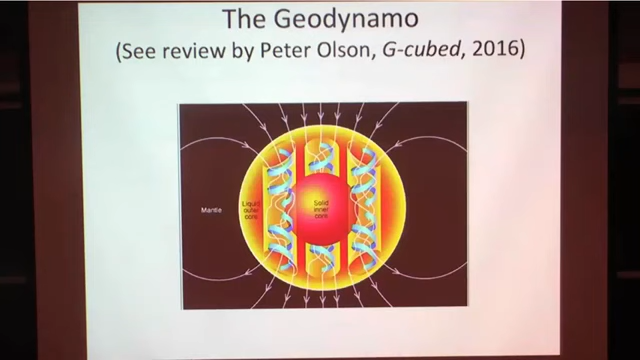 The Geodynamo
(See review by Peter Olson, G-cubed, 2016)
Mantle
Liquid
outer
core
Solid
inner
core